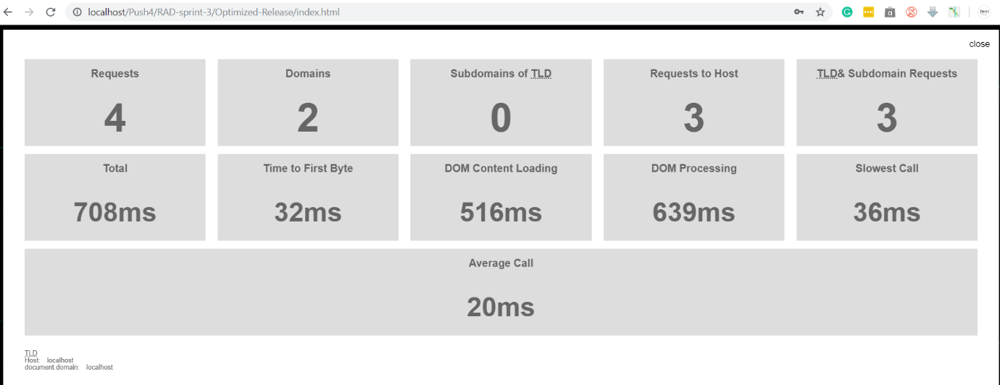 localhost/Push4/RAD-sprint-3/Optimized-Release/index.html
close
Requests Domains Subdomains of TLD Requests to Host TLD& Subdomain Requests
4 2 0 3 3
Total Time to First Byte DOM Content Loading DOM Processing Slowest Call
708ms 32ms 516ms 639ms 36ms
Average Call
20ms
TLD
Host: localhost
document.domain: localhost